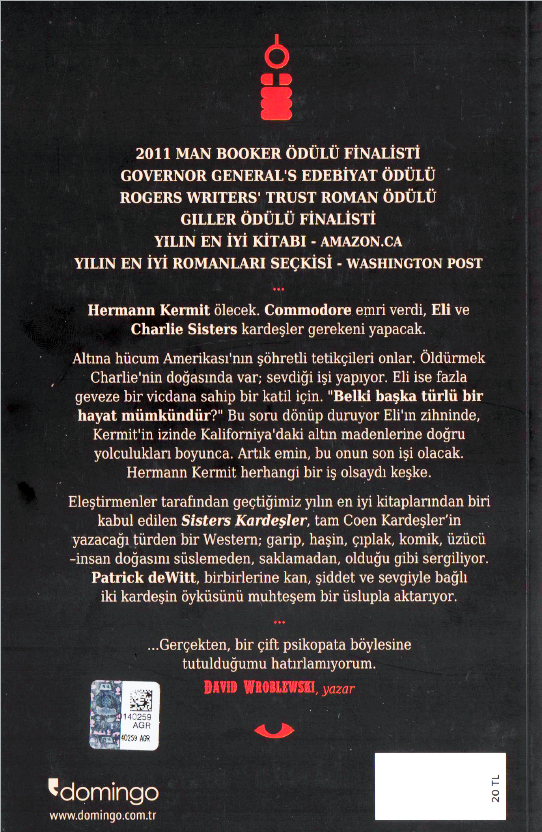 2011 MAN BOOKER ÖDÜLÜ FİNALİSTİ
GOVERNOR GENERAL'S EDEBİYAT ÖDÜLÜ
ROGERS WRITERS' TRUST ROMAN ÖDÜLÜ
GILLER ÖDÜLÜ FİNALİSTİ
YILIN EN İYİ KİTABI - AMAZON.CA
YILIN EN İYİ ROMANLARI SEÇKİSİ - WASHINGTON POST
...
Hermann Kermit ölecek. Commodore emri verdi, Eli ve
Charlie Sisters kardeşler gerekeni yapacak.
Altına hücum Amerikası'nın şöhretli tetikçileri onlar. Öldürmek
Charlie'nin doğasında var; sevdiği işi yapıyor. Eli ise fazla
geveze bir vicdana sahip bir katil için. "Belki başka türlü bir
hayat mümkündür?" Bu soru dönüp duruyor Eli'ın zihninde,
Kermit'in izinde Kaliforniya'daki altın madenlerine doğru
yolculukları boyunca. Artık emin, bu onun son işi olacak.
Hermann Kermit herhangi bir iş olsaydı keşke.
Eleştirmenler tarafından geçtiğimiz yılın en iyi kitaplarından biri
kabul edilen Sisters Kardeşler, tam Coen Kardeşler'in
yazacağı türden bir Western; garip, haşin, çıplak, komik, üzücü
–insan doğasını süslemeden, saklamadan, olduğu gibi sergiliyor.
Patrick deWitt, birbirlerine kan, şiddet ve sevgiyle bağlı
iki kardeşin öyküsünü muhteşem bir üslupla aktarıyor.
...
...Gerçekten, bir çift psikopata böylesine
tutulduğumu hatırlamıyorum.
DAVID WROBLEWSKI, yazar
140259
AGR
40259 AGR
domingo
www.domingo.com.tr
20 TL